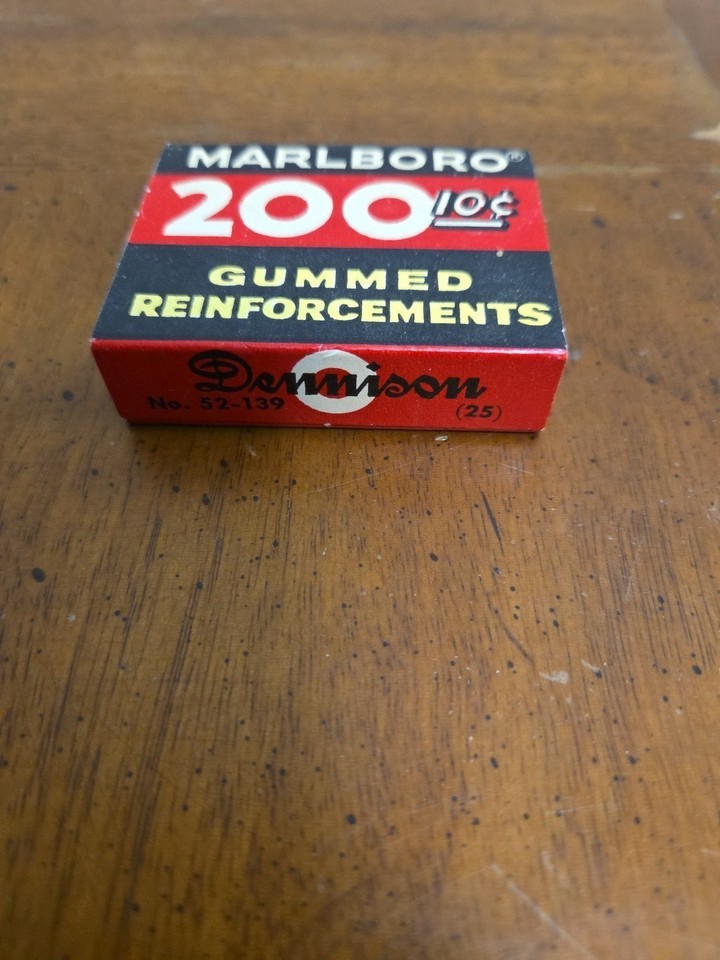 MARLBORO®
200 10¢
GUMMED
REINFORCEMENTS
Dennison
No. 52-139 (25)